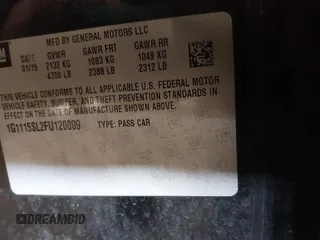 GM
MFD BY GENERAL MOTORS LLC
DATE GVWR GAWR FRT GAWR RR
01/15 2132 KG 1083 KG 1049 KG
4700 LB 2388 LB 2312 LB
THIS VEHICLE CONFORMS TO ALL APPLICABLE U.S. FEDERAL MOTOR
VEHICLE SAFETY, BUMPER, AND THEFT PREVENTION STANDARDS IN
EFFECT ON THE DATE OF MANUFACTURE SHOWN ABOVE.
1G1115SL2FU120009 TYPE: PASS CAR
DREAMBID